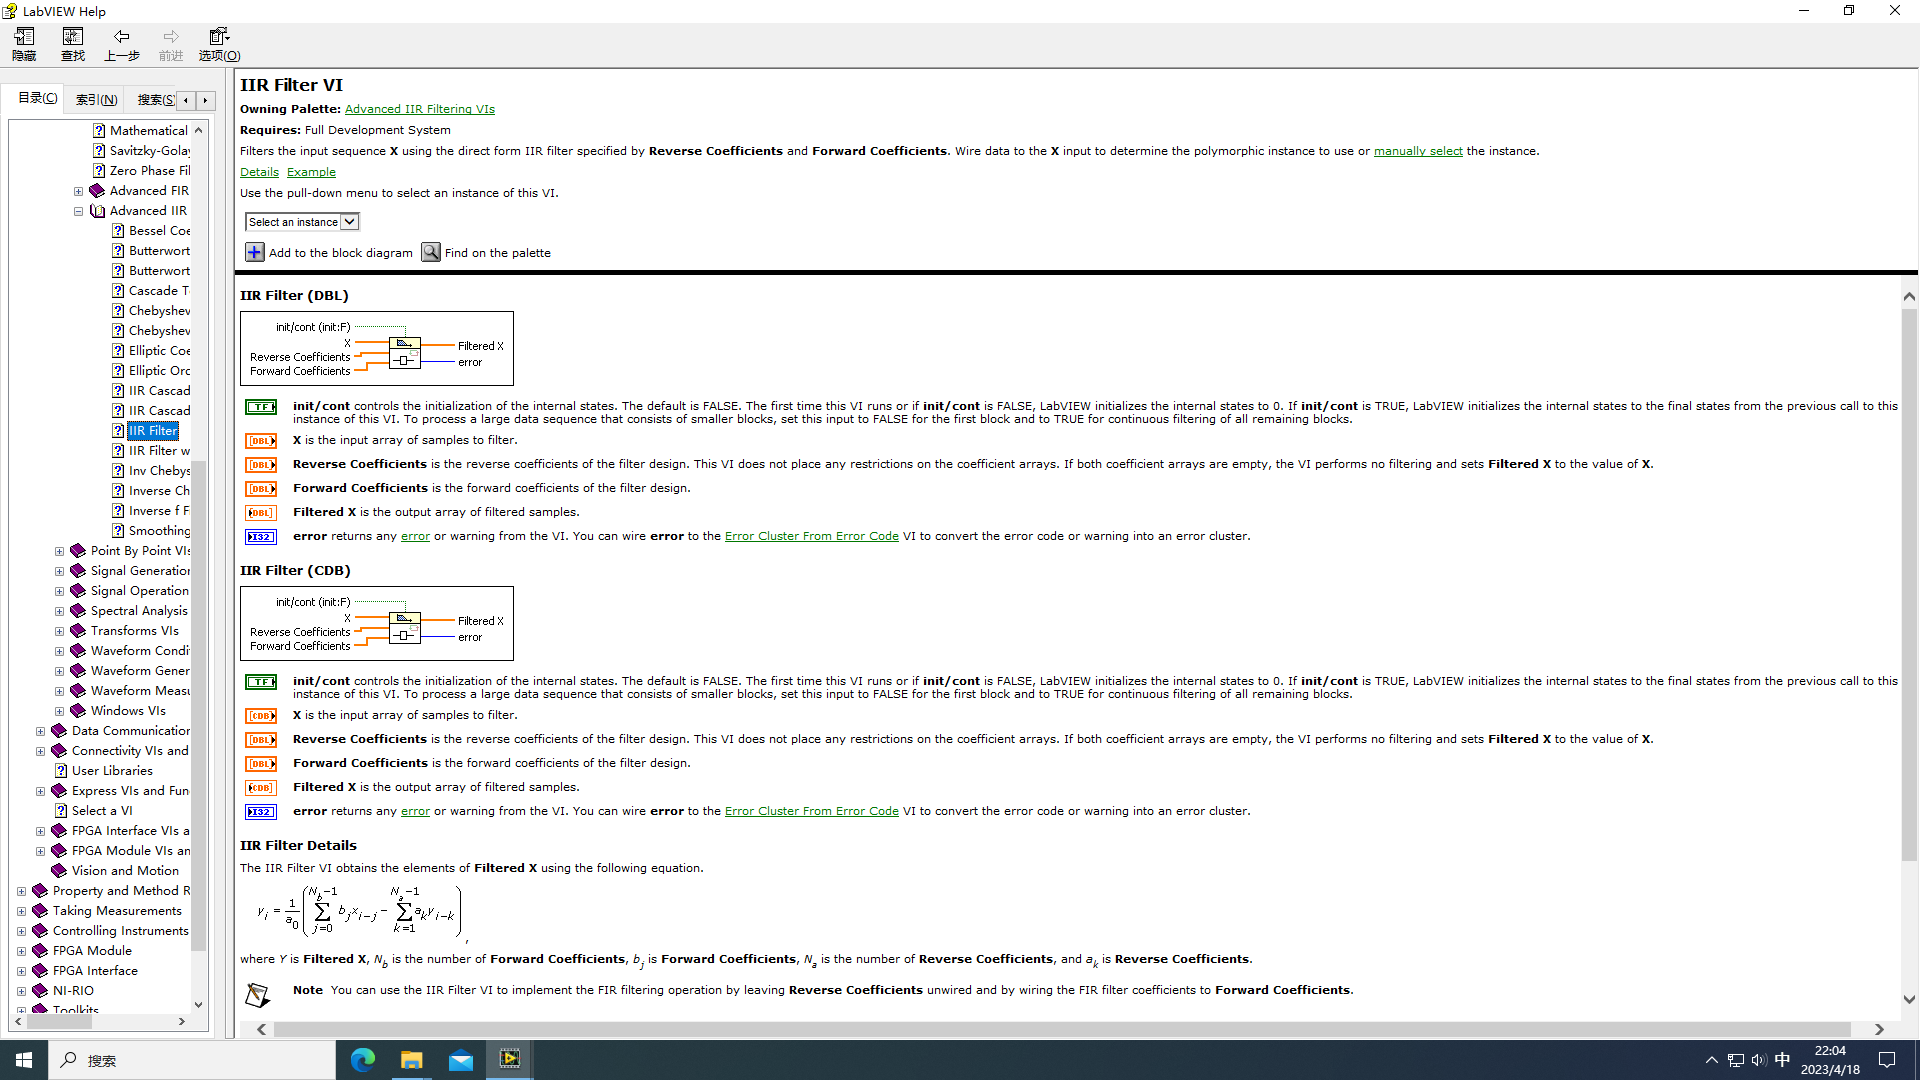 LabVIEW Help
隐藏 查找 上一步 前进 选项(O)
目录(C) 索引(N) 搜索(S
Mathematical
Savitzky-Golay
Zero Phase Fil
Advanced FIR
Advanced IIR
Bessel Coe
Butterwort
Butterwort
Cascade T
Chebyshev
Chebyshev
Elliptic Coe
Elliptic Orc
IIR Cascad
IIR Cascad
IIR Filter
IIR Filter w
Inv Chebys
Inverse Ch
Inverse f F
Smoothing
Point By Point VIs
Signal Generation
Signal Operation
Spectral Analysis
Transforms VIs
Waveform Condi
Waveform Gener
Waveform Measu
Windows VIs
Data Communication
Connectivity VIs and
User Libraries
Express VIs and Fun
Select a VI
FPGA Interface VIs a
FPGA Module VIs an
Vision and Motion
Property and Method R
Taking Measurements
Controlling Instruments
FPGA Module
FPGA Interface
NI-RIO
Toolkits
IIR Filter VI
Owning Palette: Advanced IIR Filtering VIs
Requires: Full Development System
Filters the input sequence X using the direct form IIR filter specified by Reverse Coefficients and Forward Coefficients. Wire data to the X input to determine the polymorphic instance to use or manually select the instance.
Details Example
Use the pull-down menu to select an instance of this VI.
Select an instance
Add to the block diagram Find on the palette
IIR Filter (DBL)
init/cont (init:F)
X
Reverse Coefficients
Forward Coefficients
Filtered X
error
TF init/cont controls the initialization of the internal states. The default is FALSE. The first time this VI runs or if init/cont is FALSE, LabVIEW initializes the internal states to 0. If init/cont is TRUE, LabVIEW initializes the internal states to the final states from the previous call to this
instance of this VI. To process a large data sequence that consists of smaller blocks, set this input to FALSE for the first block and to TRUE for continuous filtering of all remaining blocks.
[DBL] X is the input array of samples to filter.
[DBL] Reverse Coefficients is the reverse coefficients of the filter design. This VI does not place any restrictions on the coefficient arrays. If both coefficient arrays are empty, the VI performs no filtering and sets Filtered X to the value of X.
[DBL] Forward Coefficients is the forward coefficients of the filter design.
[DBL] Filtered X is the output array of filtered samples.
I32 error returns any error or warning from the VI. You can wire error to the Error Cluster From Error Code VI to convert the error code or warning into an error cluster.
IIR Filter (CDB)
init/cont (init:F)
X
Reverse Coefficients
Forward Coefficients
Filtered X
error
TF init/cont controls the initialization of the internal states. The default is FALSE. The first time this VI runs or if init/cont is FALSE, LabVIEW initializes the internal states to 0. If init/cont is TRUE, LabVIEW initializes the internal states to the final states from the previous call to this
instance of this VI. To process a large data sequence that consists of smaller blocks, set this input to FALSE for the first block and to TRUE for continuous filtering of all remaining blocks.
[CDB] X is the input array of samples to filter.
[DBL] Reverse Coefficients is the reverse coefficients of the filter design. This VI does not place any restrictions on the coefficient arrays. If both coefficient arrays are empty, the VI performs no filtering and sets Filtered X to the value of X.
[DBL] Forward Coefficients is the forward coefficients of the filter design.
[CDB] Filtered X is the output array of filtered samples.
I32 error returns any error or warning from the VI. You can wire error to the Error Cluster From Error Code VI to convert the error code or warning into an error cluster.
IIR Filter Details
The IIR Filter VI obtains the elements of Filtered X using the following equation.
y_i = 1/a_0 ( ∑_{j=0}^{N_b−1} b_j x_{i−j} − ∑_{k=1}^{N_a−1} a_k y_{i−k} ),
where Y is Filtered X, N_b is the number of Forward Coefficients, b_j is Forward Coefficients, N_a is the number of Reverse Coefficients, and a_k is Reverse Coefficients.
Note You can use the IIR Filter VI to implement the FIR filtering operation by leaving Reverse Coefficients unwired and by wiring the FIR filter coefficients to Forward Coefficients.
搜索
中
22:04
2023/4/18